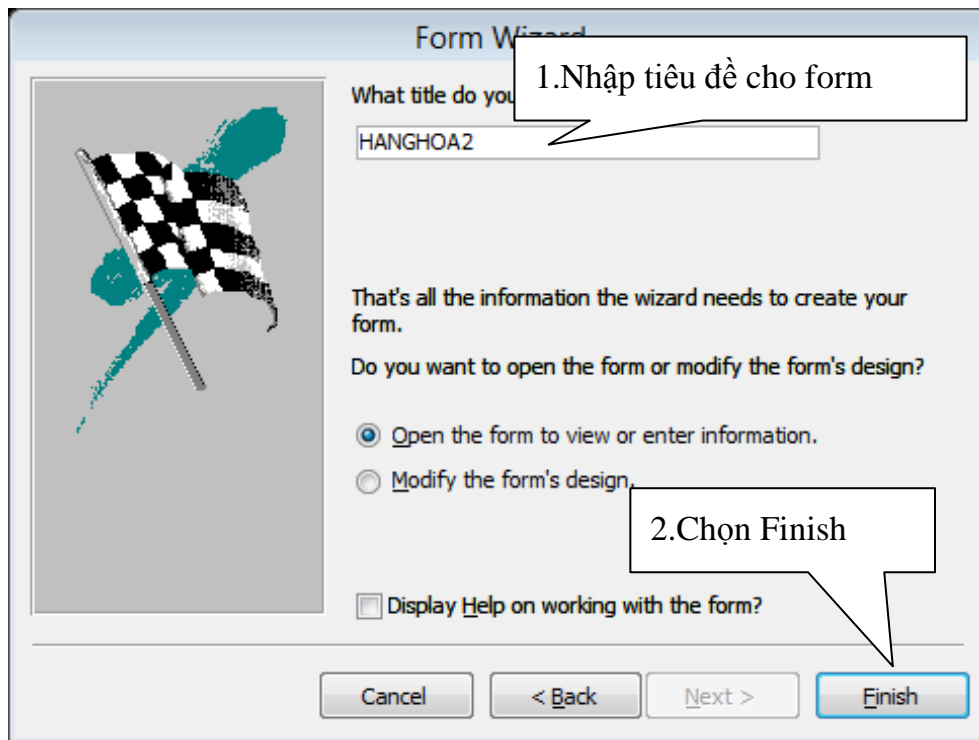 Form Wizard
1.Nhập tiêu đề cho form
What title do you
HANGHOA2
That's all the information the wizard needs to create your
form.
Do you want to open the form or modify the form's design?
Open the form to view or enter information.
Modify the form's design.
2.Chọn Finish
Display Help on working with the form?
Cancel
< Back
Next >
Finish